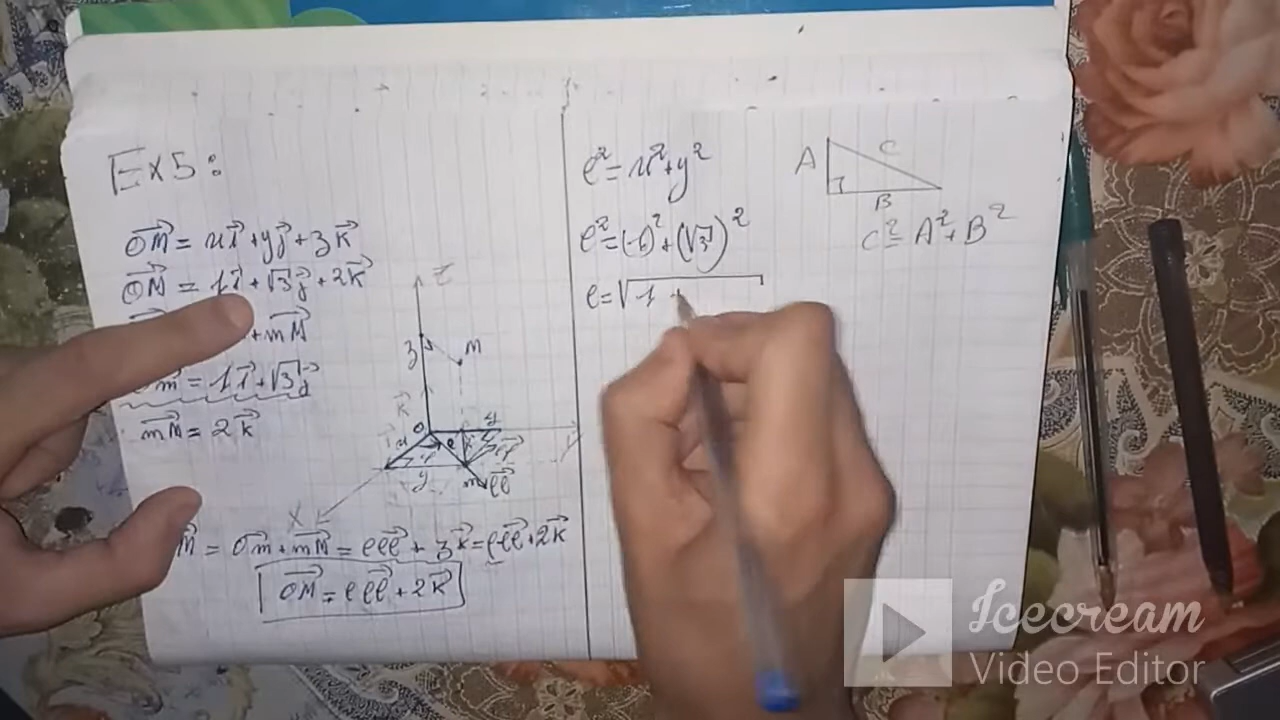 Ex5:
OM = xi + yj + zk
OM = 1i + √3j + 2k
+ mM
m = 1i + √3j
mM = 2k
z
3
M
k
o
y
x
y
m
X
M = Om + mM = ρeρ + zk = ρeρ + 2k
OM = ρeρ + 2k
ρ² = x² + y²
ρ² = (-1)² + (√3)²
ρ = √-1 +
A
C
B
C² = A² + B²
Icecream
Video Editor